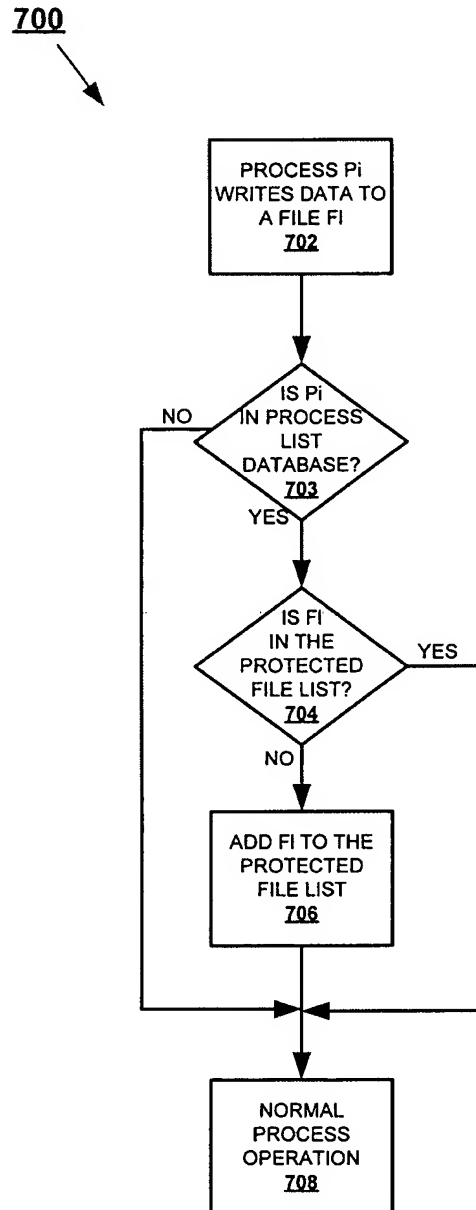 700
PROCESS Pi
WRITES DATA TO
A FILE FI
702
IS Pi
IN PROCESS
LIST
DATABASE?
703
NO
YES
IS FI
IN THE
PROTECTED
FILE LIST?
704
YES
NO
ADD FI TO THE
PROTECTED
FILE LIST
706
NORMAL
PROCESS
OPERATION
708